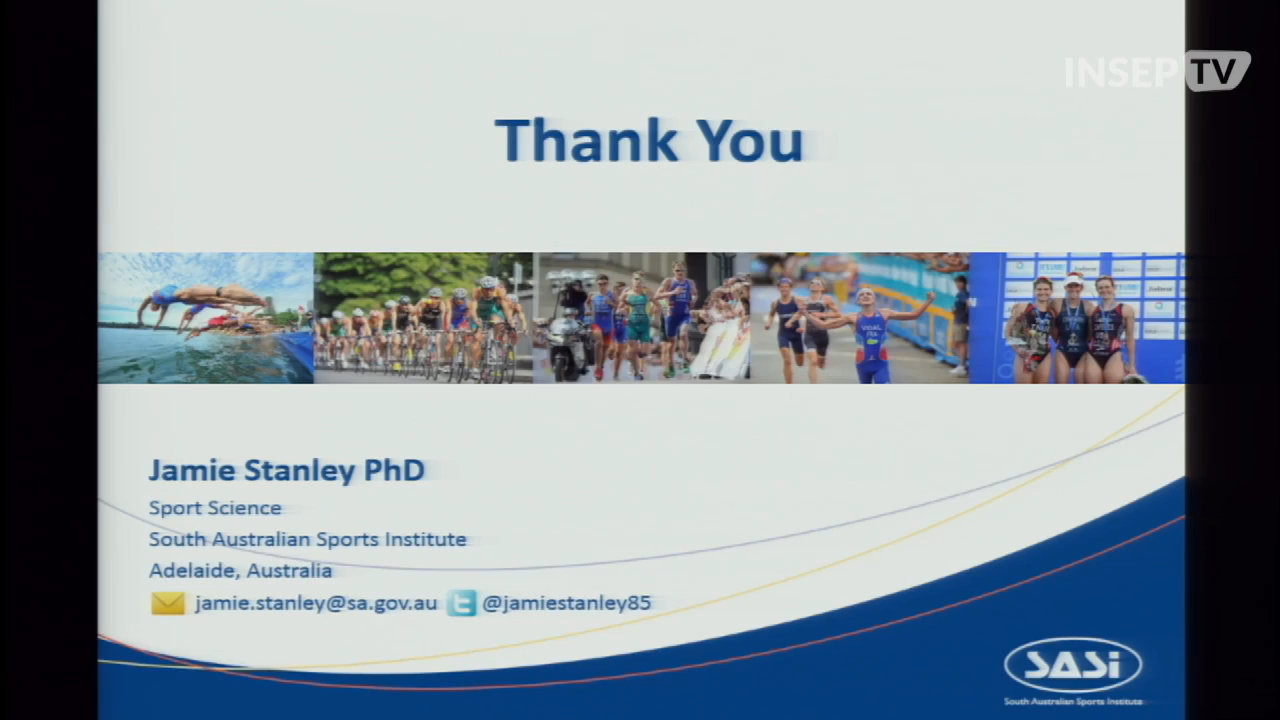 INSEP TV
Thank You
Jamie Stanley PhD
Sport Science
South Australian Sports Institute
Adelaide, Australia
jamie.stanley@sa.gov.au @jamiestanley85
SASi
South Australian Sports Institute